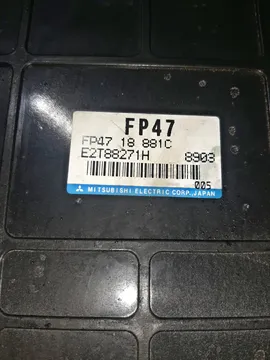 FP47
FP47 18 881C
E2T88271H 8903
005
MITSUBISHI ELECTRIC CORP., JAPAN